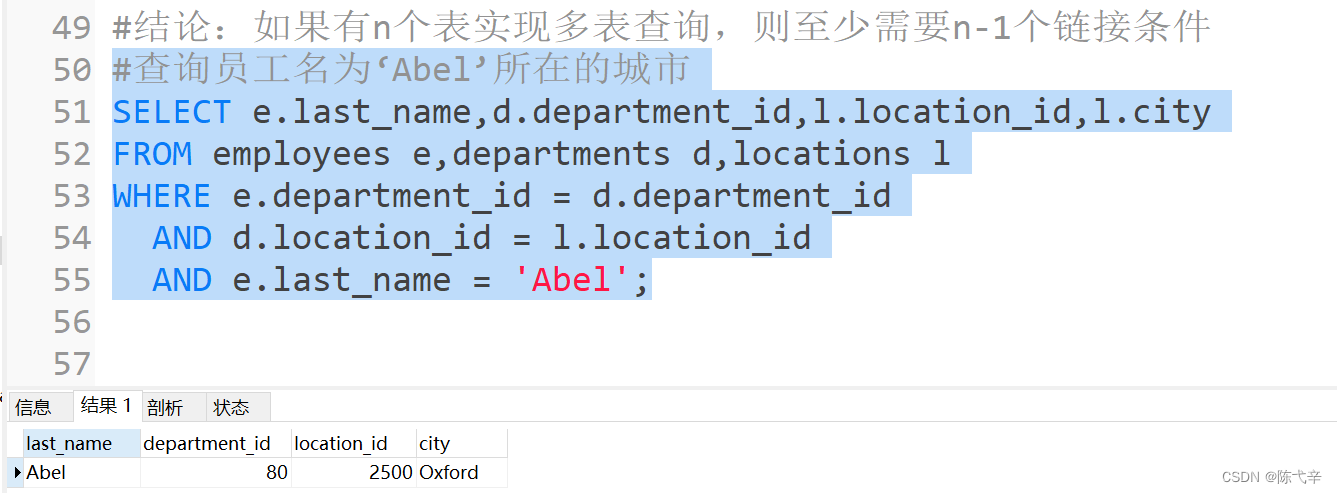 49 #结论：如果有n个表实现多表查询，则至少需要n-1个链接条件
50 #查询员工名为‘Abel’所在的城市
51 SELECT e.last_name,d.department_id,l.location_id,l.city
52 FROM employees e,departments d,locations l
53 WHERE e.department_id = d.department_id
54 AND d.location_id = l.location_id
55 AND e.last_name = 'Abel';
56
57
信息 结果 1 剖析 状态
last_name department_id location_id city
Abel 80 2500 Oxford
CSDN @陈弋辛